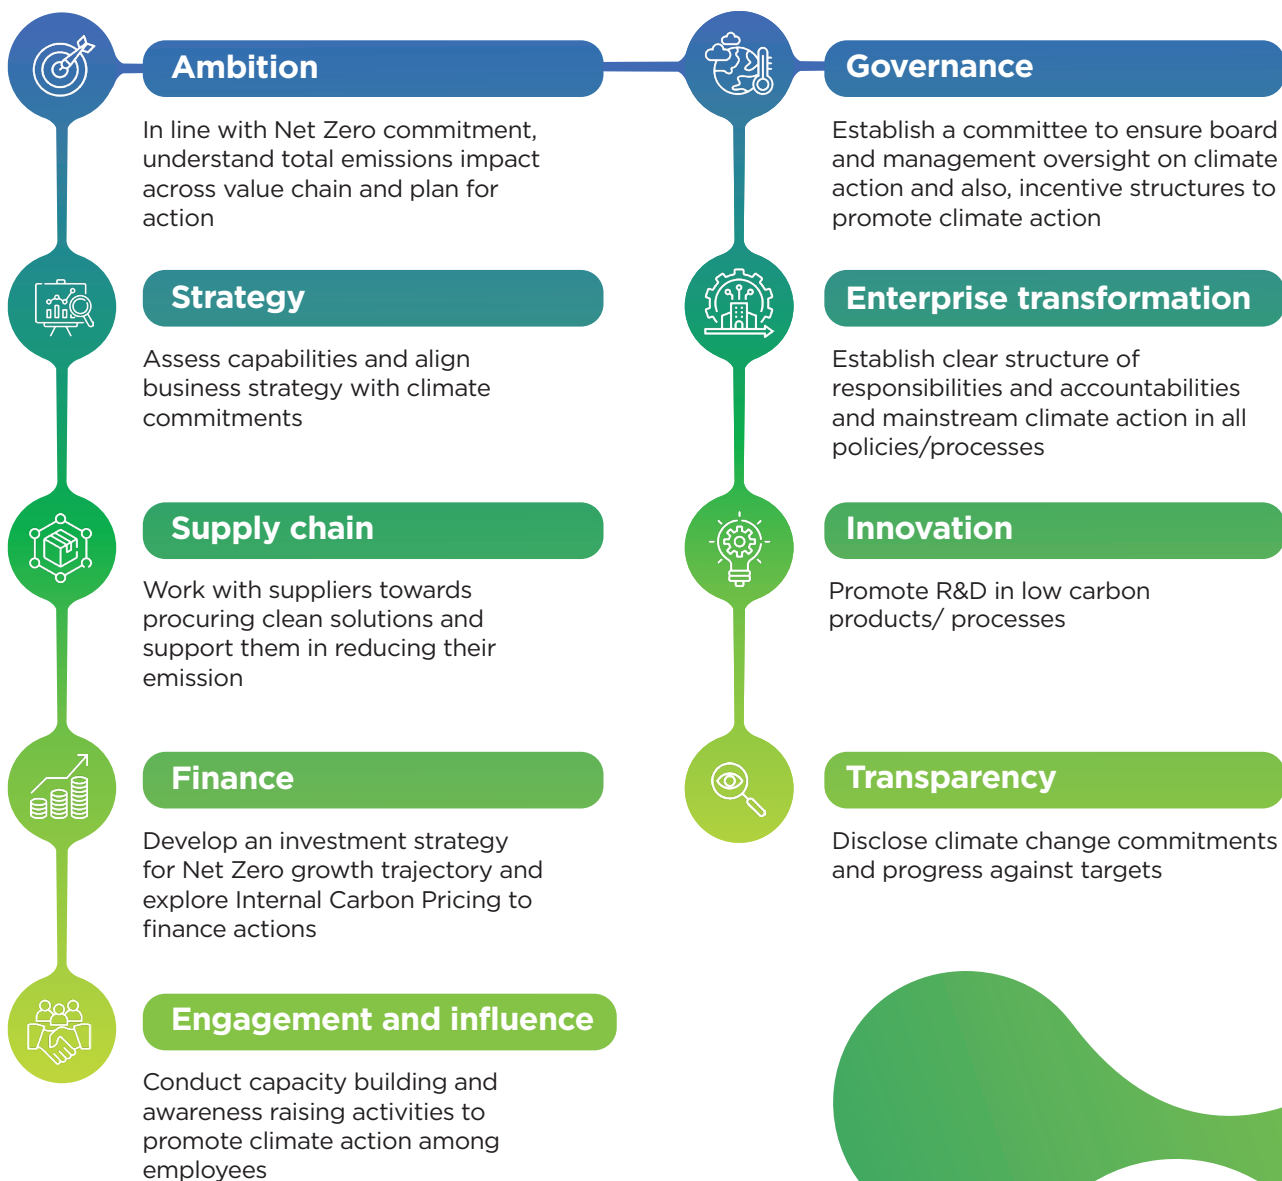 Ambition
In line with Net Zero commitment,
understand total emissions impact
across value chain and plan for
action
Strategy
Assess capabilities and align
business strategy with climate
commitments
Supply chain
Work with suppliers towards
procuring clean solutions and
support them in reducing their
emission
Finance
Develop an investment strategy
for Net Zero growth trajectory and
explore Internal Carbon Pricing to
finance actions
Engagement and influence
Conduct capacity building and
awareness raising activities to
promote climate action among
employees
Governance
Establish a committee to ensure board
and management oversight on climate
action and also, incentive structures to
promote climate action
Enterprise transformation
Establish clear structure of
responsibilities and accountabilities
and mainstream climate action in all
policies/processes
Innovation
Promote R&D in low carbon
products/ processes
Transparency
Disclose climate change commitments
and progress against targets